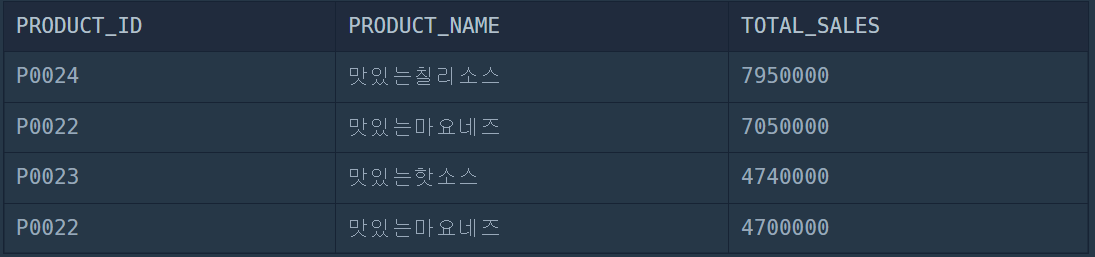 PRODUCT_ID PRODUCT_NAME TOTAL_SALES
P0024 맛있는칠리소스 7950000
P0022 맛있는마요네즈 7050000
P0023 맛있는핫소스 4740000
P0022 맛있는마요네즈 4700000